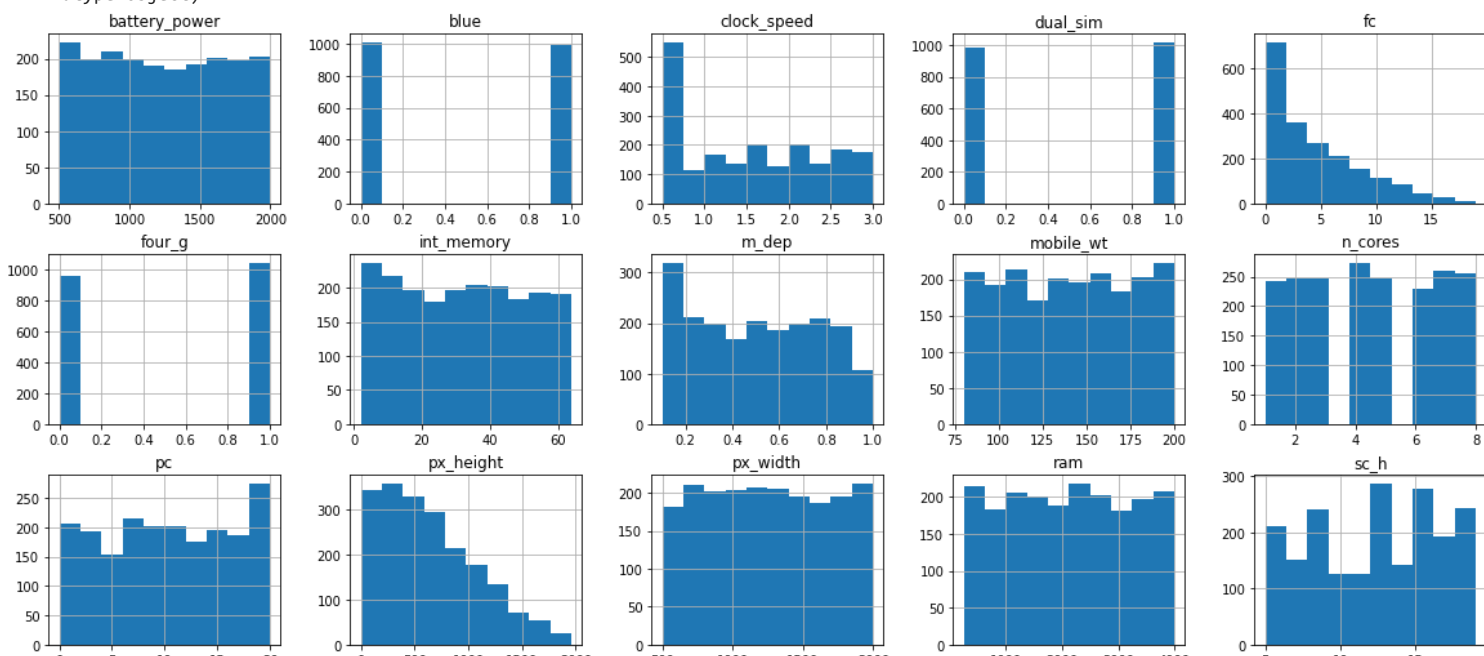 battery_power blue clock_speed dual_sim fc
200 150 100 50 0
500 1000 1500 2000
1000 800 600 400 200 0
0.0 0.2 0.4 0.6 0.8 1.0
500 400 300 200 100 0
0.5 1.0 1.5 2.0 2.5 3.0
1000 800 600 400 200 0
0.0 0.2 0.4 0.6 0.8 1.0
600 400 200 0
0 5 10 15
four_g int_memory m_dep mobile_wt n_cores
1000 800 600 400 200 0
0.0 0.2 0.4 0.6 0.8 1.0
200 150 100 50 0
0 20 40 60
300 200 100 0
0.2 0.4 0.6 0.8 1.0
200 150 100 50 0
75 100 125 150 175 200
250 200 150 100 50 0
2 4 6 8
pc px_height px_width ram sc_h
250 200 150 100 50 0
300 200 100 0
200 150 100 50 0
200 150 100 50 0
300 200 100 0